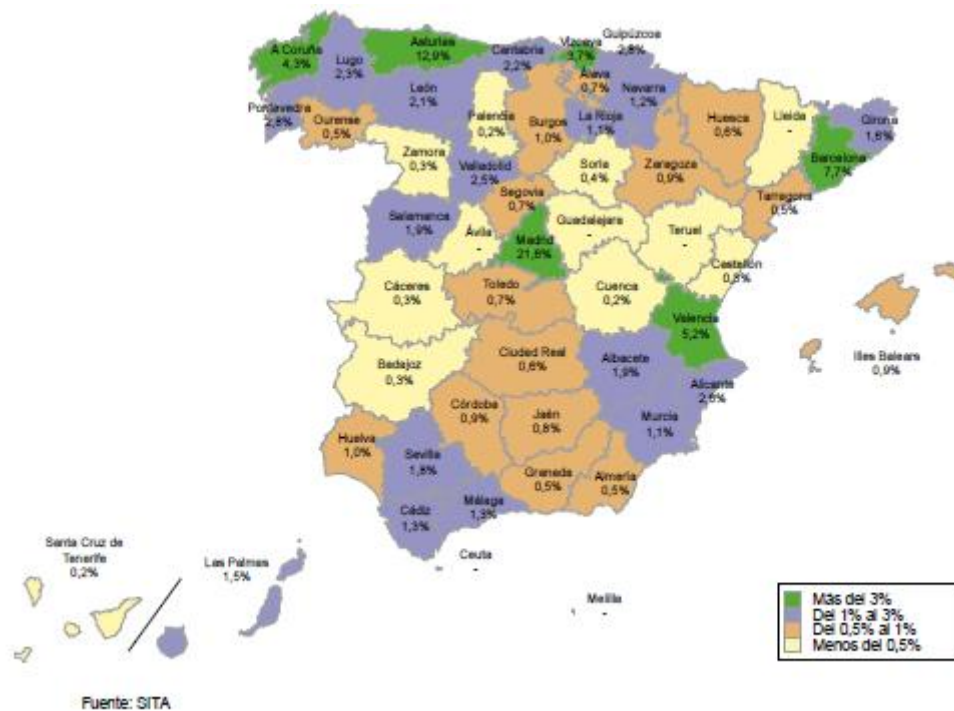 A Coruña
4,3%
Lugo
2,3%
Asturias
12,9%
Cantabria
2,2%
Vizcaya
3,7%
Guipúzcoa
2,8%
Álava
0,7%
Navarra
1,2%
Pontevedra
2,8%
Ourense
0,5%
León
2,1%
Palencia
0,2%
Burgos
1,0%
La Rioja
1,1%
Huesca
0,6%
Lleida
-
Girona
1,6%
Barcelona
7,7%
Zamora
0,3%
Valladolid
2,5%
Soria
0,4%
Zaragoza
0,9%
Tarragona
0,5%
Segovia
0,7%
Salamanca
1,9%
Ávila
-
Madrid
21,6%
Guadalajara
-
Teruel
-
Castellón
0,8%
Cáceres
0,3%
Toledo
0,7%
Cuenca
0,2%
Valencia
5,2%
Illes Balears
0,9%
Badajoz
0,3%
Ciudad Real
0,6%
Albacete
1,9%
Alicante
Murcia
1,1%
Córdoba
0,9%
Jaén
0,8%
Huelva
1,0%
Sevilla
1,8%
Granada
0,5%
Almería
0,5%
Cádiz
1,3%
Málaga
1,3%
Ceuta
-
Melilla
-
Santa Cruz de
Tenerife
0,2%
Las Palmas
1,5%
Más del 3%
Del 1% al 3%
Del 0,5% al 1%
Menos del 0,5%
Fuente: SITA